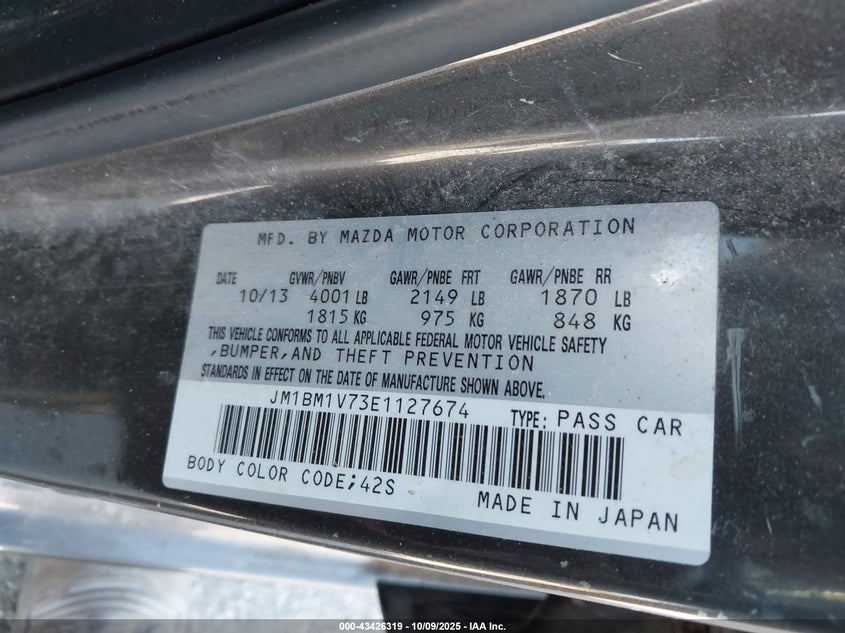 MFD. BY MAZDA MOTOR CORPORATION
DATE GVWR/PNBV GAWR/PNBE FRT GAWR/PNBE RR
10/13 4001 LB 2149 LB 1870 LB
1815 KG 975 KG 848 KG
THIS VEHICLE CONFORMS TO ALL APPLICABLE FEDERAL MOTOR VEHICLE SAFETY
,BUMPER,AND THEFT PREVENTION
STANDARDS IN EFFECT ON THE DATE OF MANUFACTURE SHOWN ABOVE.
JM1BM1V73E1127674 TYPE: PASS CAR
BODY COLOR CODE;42S MADE IN JAPAN
000-43426319 - 10/09/2025 - IAA Inc.